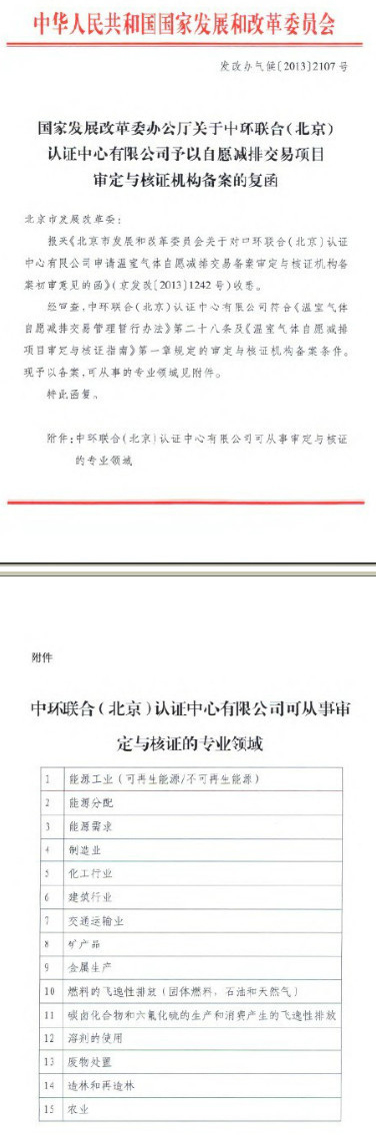 中华人民共和国国家发展和改革委员会
发改办气候[2013]2107号
国家发展改革委办公厅关于中环联合(北京)
认证中心有限公司予以自愿减排交易项目
审定与核证机构备案的复函
北京市发展改革委:
报来《北京市发展和改革委员会关于对中环联合(北京)认证
中心有限公司申请温室气体自愿减排交易备案审定与核证机构备
案初审意见的函》(京发改[2013]1242号)收悉。
经审查,中环联合(北京)认证中心有限公司符合《温室气体
自愿减排交易管理暂行办法》第二十八条及《温室气体自愿减排
项目审定与核证指南》第一章规定的审定与核证机构备案条件。
现予以备案,可从事的专业领域见附件。
特此函复。
附件:中环联合(北京)认证中心有限公司可从事审定与核证
的专业领域
附件
中环联合(北京)认证中心有限公司可从事审
定与核证的专业领域
1 能源工业(可再生能源/不可再生能源)
2 能源分配
3 能源需求
4 制造业
5 化工行业
6 建筑行业
7 交通运输业
8 矿产品
9 金属生产
10 燃料的飞逸性排放(固体燃料,石油和天然气)
11 碳卤化合物和六氟化硫的生产和消费产生的飞逸性排放
12 溶剂的使用
13 废物处置
14 造林和再造林
15 农业